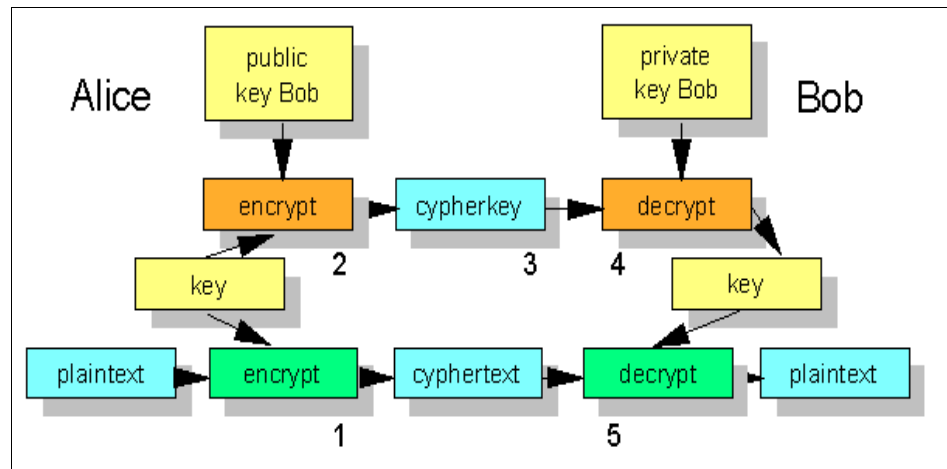 public
key Bob
private
key Bob
Alice
Bob
encrypt
cypherkey
decrypt
2
3
4
key
key
plaintext
encrypt
cyphertext
decrypt
plaintext
1
5